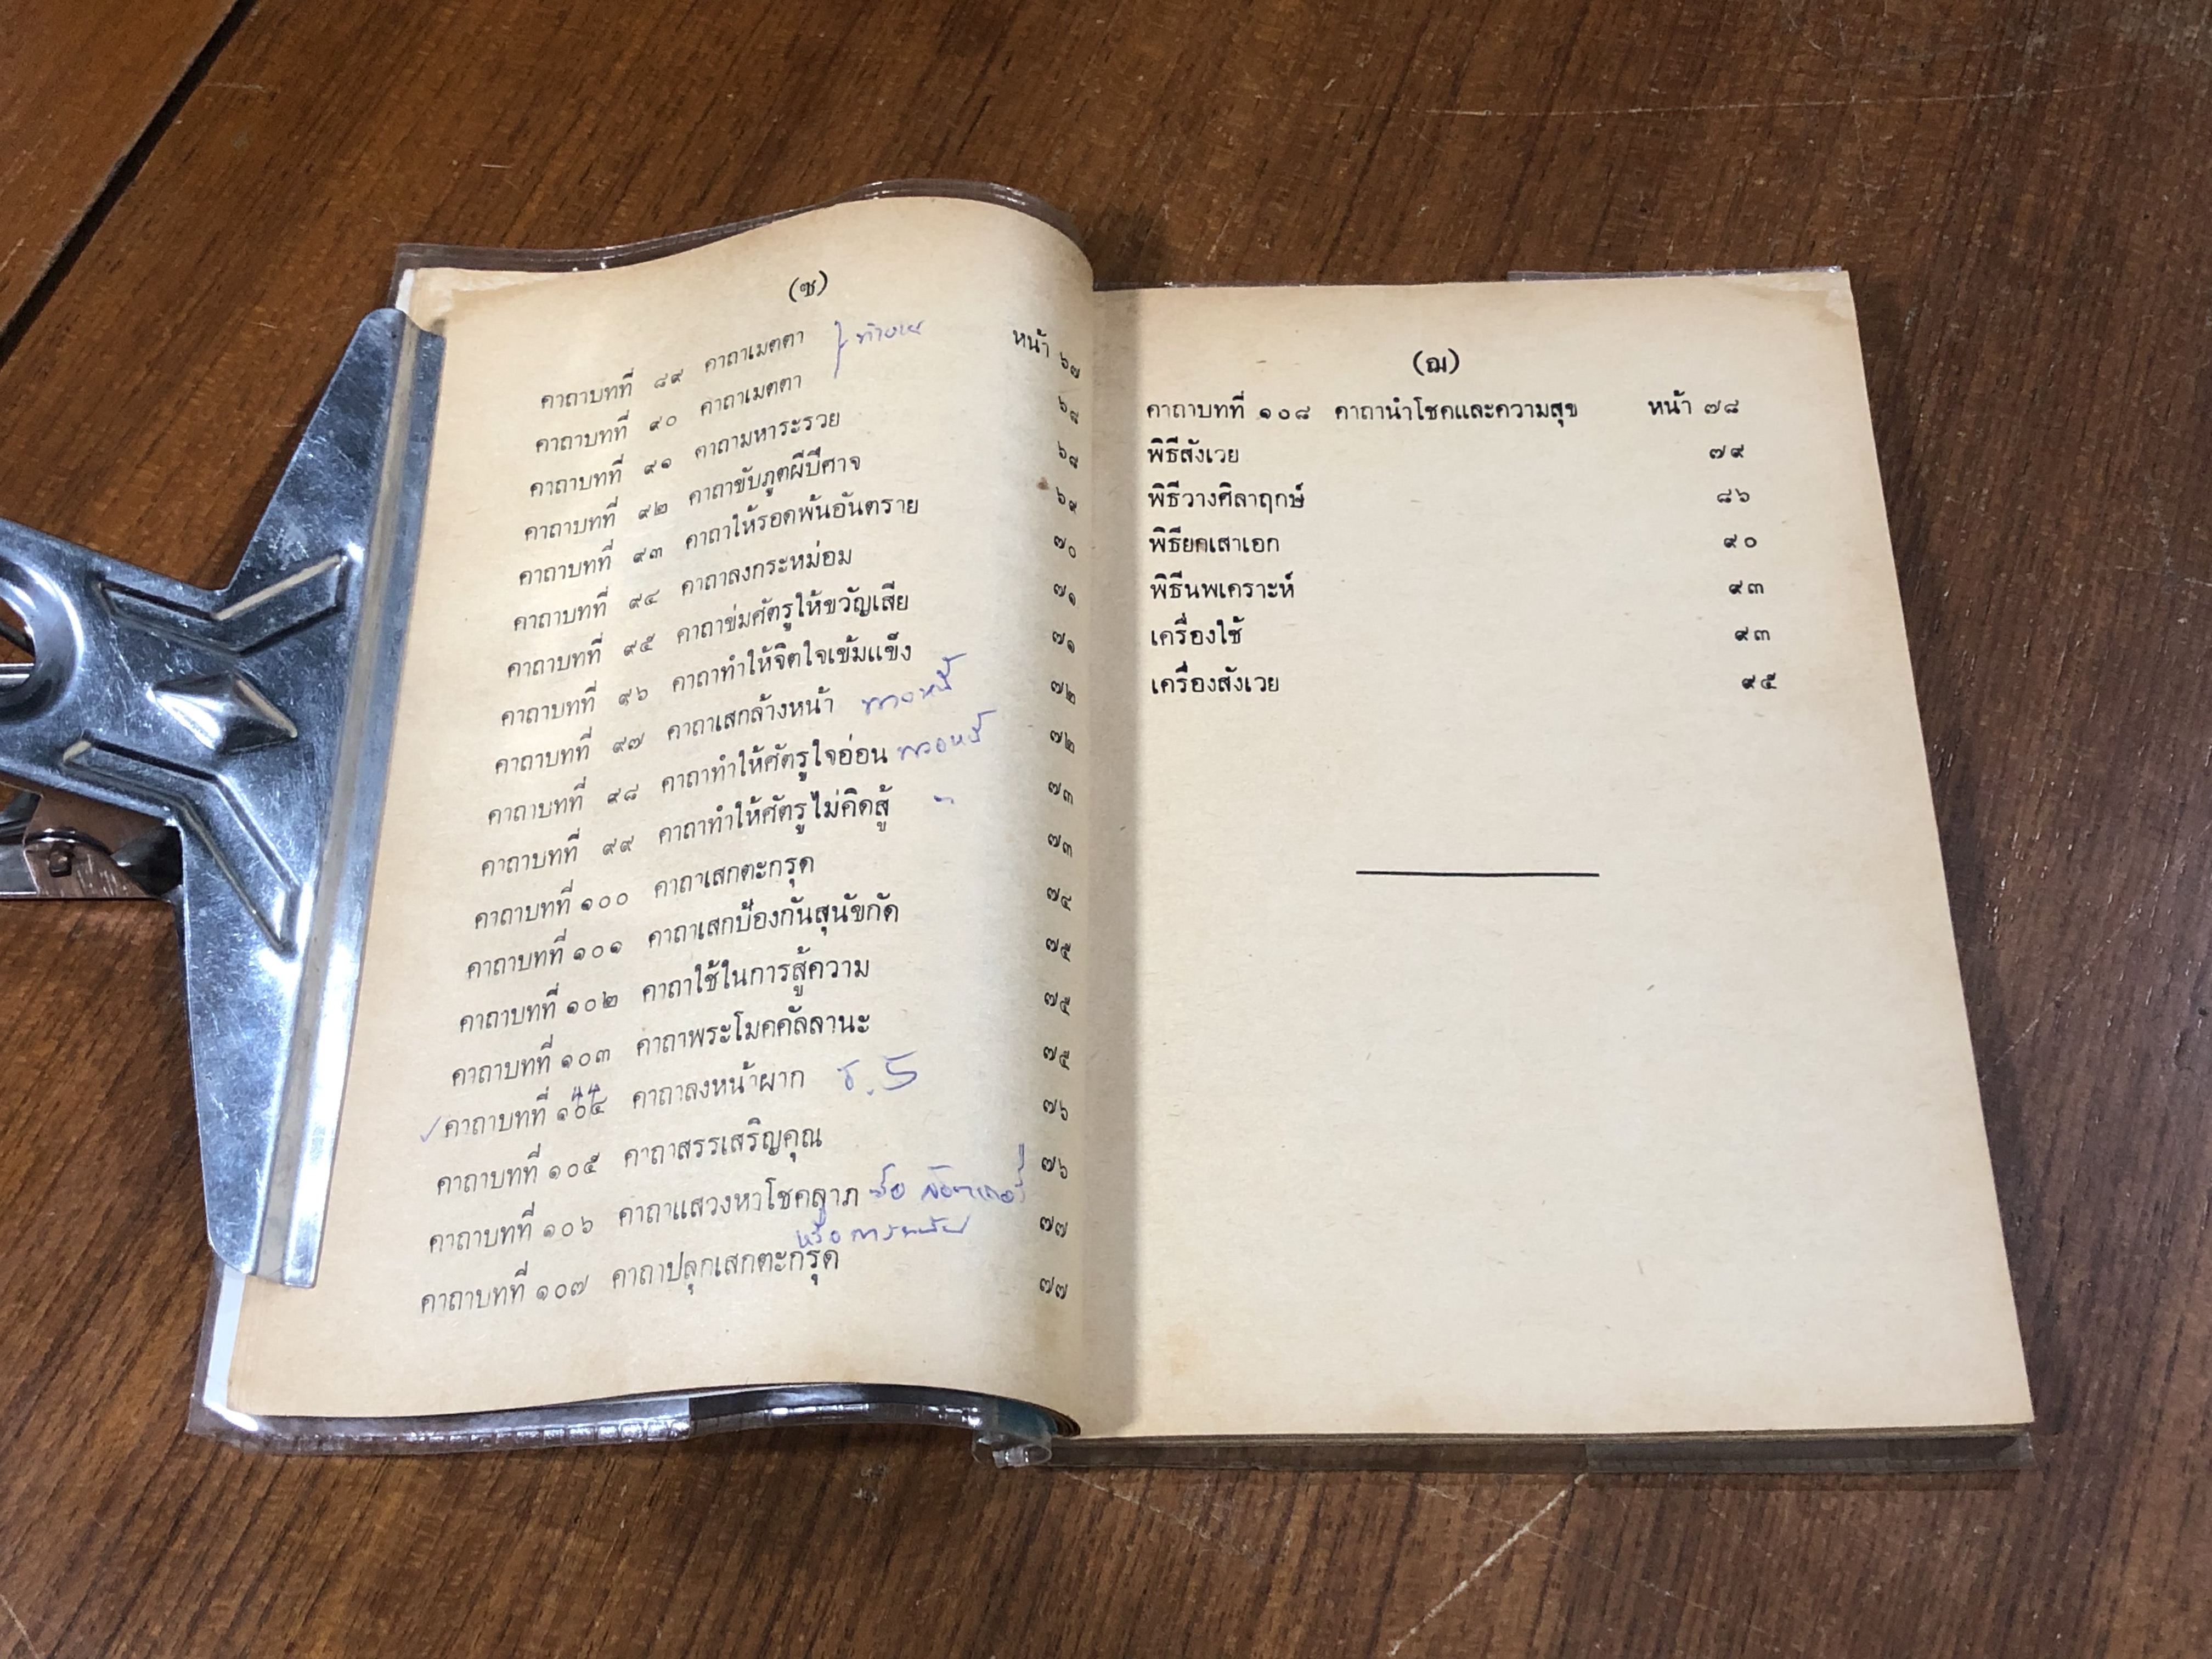 (ซ)
หน้า
คาถาบทที่ ๘๙ คาถาเมตตา ๖๗
คาถาบทที่ ๙๐ คาถาเมตตา ๖๘
คาถาบทที่ ๙๑ คาถามหาระรวย ๖๘
คาถาบทที่ ๙๒ คาถาขับภูตผีปีศาจ ๖๙
คาถาบทที่ ๙๓ คาถาให้รอดพ้นอันตราย ๗๐
คาถาบทที่ ๙๔ คาถาลงกระหม่อม ๗๑
คาถาบทที่ ๙๕ คาถาข่มศัตรูให้ขวัญเสีย ๗๑
คาถาบทที่ ๙๖ คาถาทำให้จิตใจเข้มแข็ง ๗๒
คาถาบทที่ ๙๗ คาถาเสกล้างหน้า ๗๒
คาถาบทที่ ๙๘ คาถาทำให้ศัตรูใจอ่อน ๗๓
คาถาบทที่ ๙๙ คาถาทำให้ศัตรูไม่คิดสู้ ๗๓
คาถาบทที่ ๑๐๐ คาถาเสกตะกรุด ๗๔
คาถาบทที่ ๑๐๑ คาถาเสกป้องกันสุนัขกัด ๗๕
คาถาบทที่ ๑๐๒ คาถาใช้ในการสู้ความ ๗๕
คาถาบทที่ ๑๐๓ คาถาพระโมคคัลลานะ ๗๕
คาถาบทที่ ๑๐๔ คาถาลงหน้าผาก ร.5 ๗๖
คาถาบทที่ ๑๐๕ คาถาสรรเสริญคุณ ๗๖
คาถาบทที่ ๑๐๖ คาถาแสวงหาโชคลาภ ๗๗
คาถาบทที่ ๑๐๗ คาถาปลุกเสกตะกรุด ๗๗
(ฌ)
คาถาบทที่ ๑๐๘ คาถานำโชคและความสุข หน้า ๗๘
พิธีสังเวย ๗๙
พิธีวางศิลาฤกษ์ ๘๖
พิธียกเสาเอก ๙๐
พิธีนพเคราะห์ ๙๓
เครื่องใช้ ๙๓
เครื่องสังเวย ๙๕